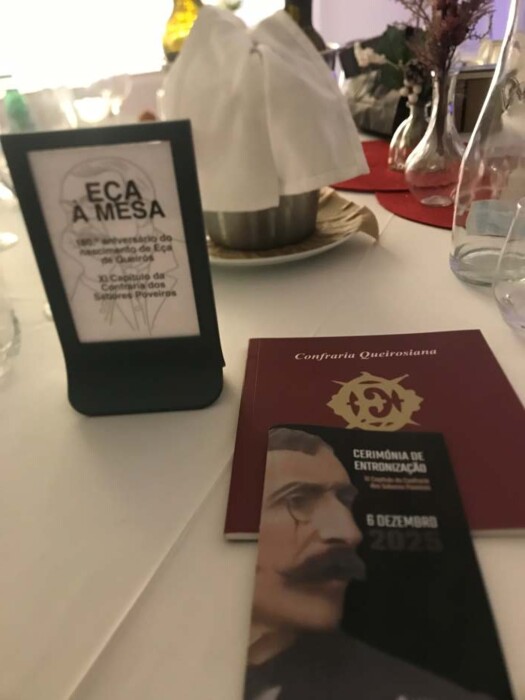 EÇA
À MESA
180.º aniversário do
nascimento de Eça
de Queirós
XI Capítulo da
Confraria dos
Sabores Poveiros
Confraria Queirosiana
CERIMÓNIA DE
ENTRONIZAÇÃO
XI Capítulo da Confraria
dos Sabores Poveiros
6 DEZEMBRO
2025